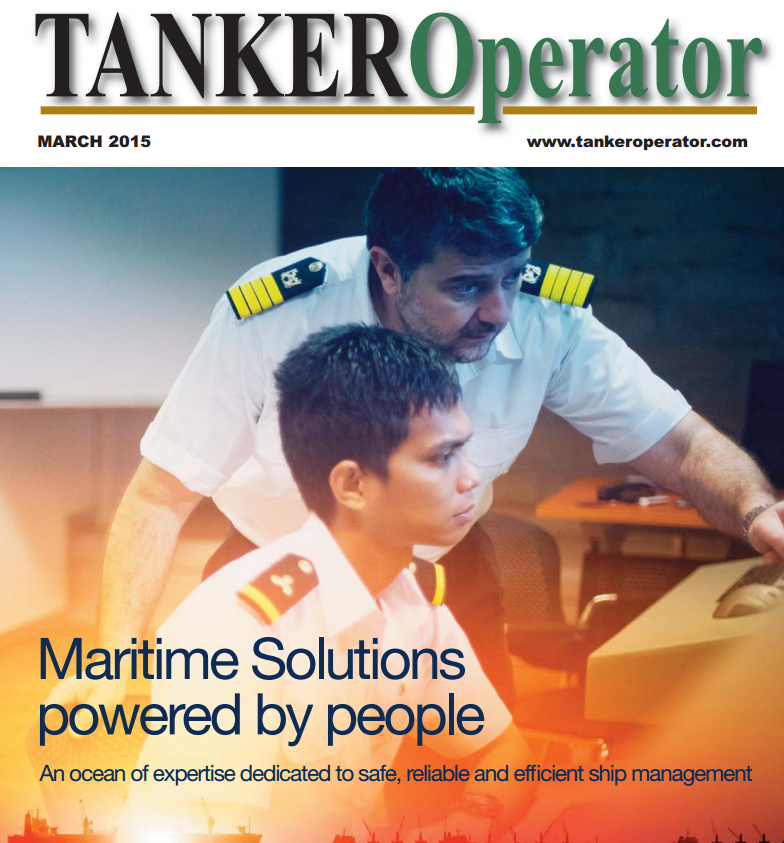 TANKEROperator
MARCH 2015 www.tankeroperator.com
Maritime Solutions
powered by people
An ocean of expertise dedicated to safe, reliable and efficient ship management